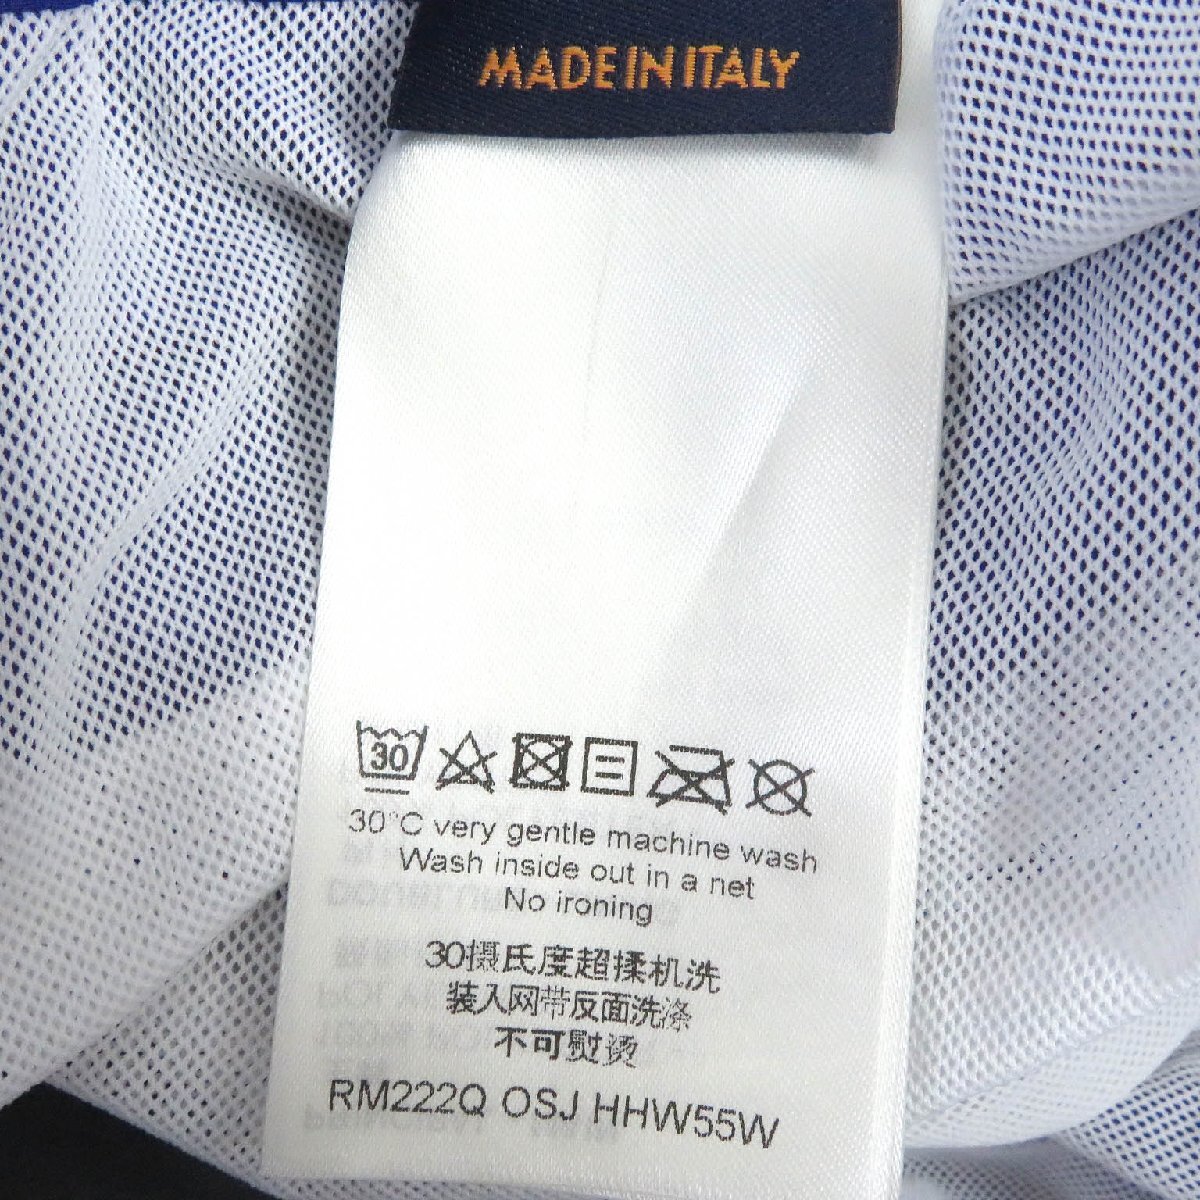 MADE IN ITALY
30
30°C very gentle machine wash
Wash inside out in a net
No ironing
30摄氏度超揉机洗
装入网带反面洗涤
不可熨烫
RM222Q OSJ HHW55W